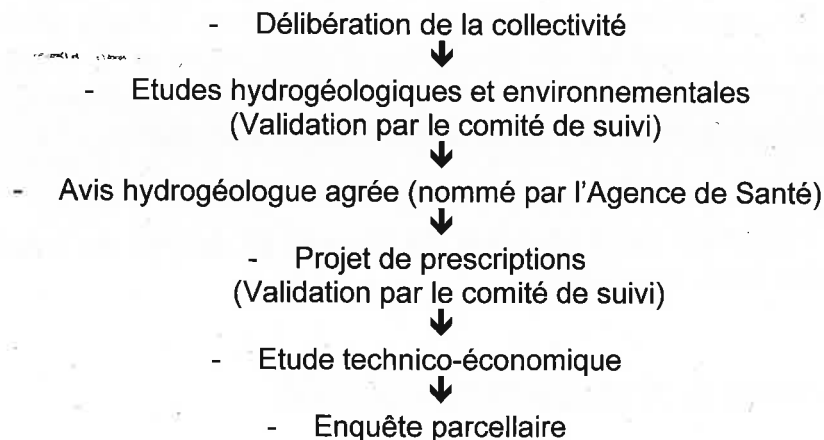 - Délibération de la collectivité
- Etudes hydrogéologiques et environnementales
(Validation par le comité de suivi)
- Avis hydrogéologue agrée (nommé par l'Agence de Santé)
- Projet de prescriptions
(Validation par le comité de suivi)
- Etude technico-économique
- Enquête parcellaire